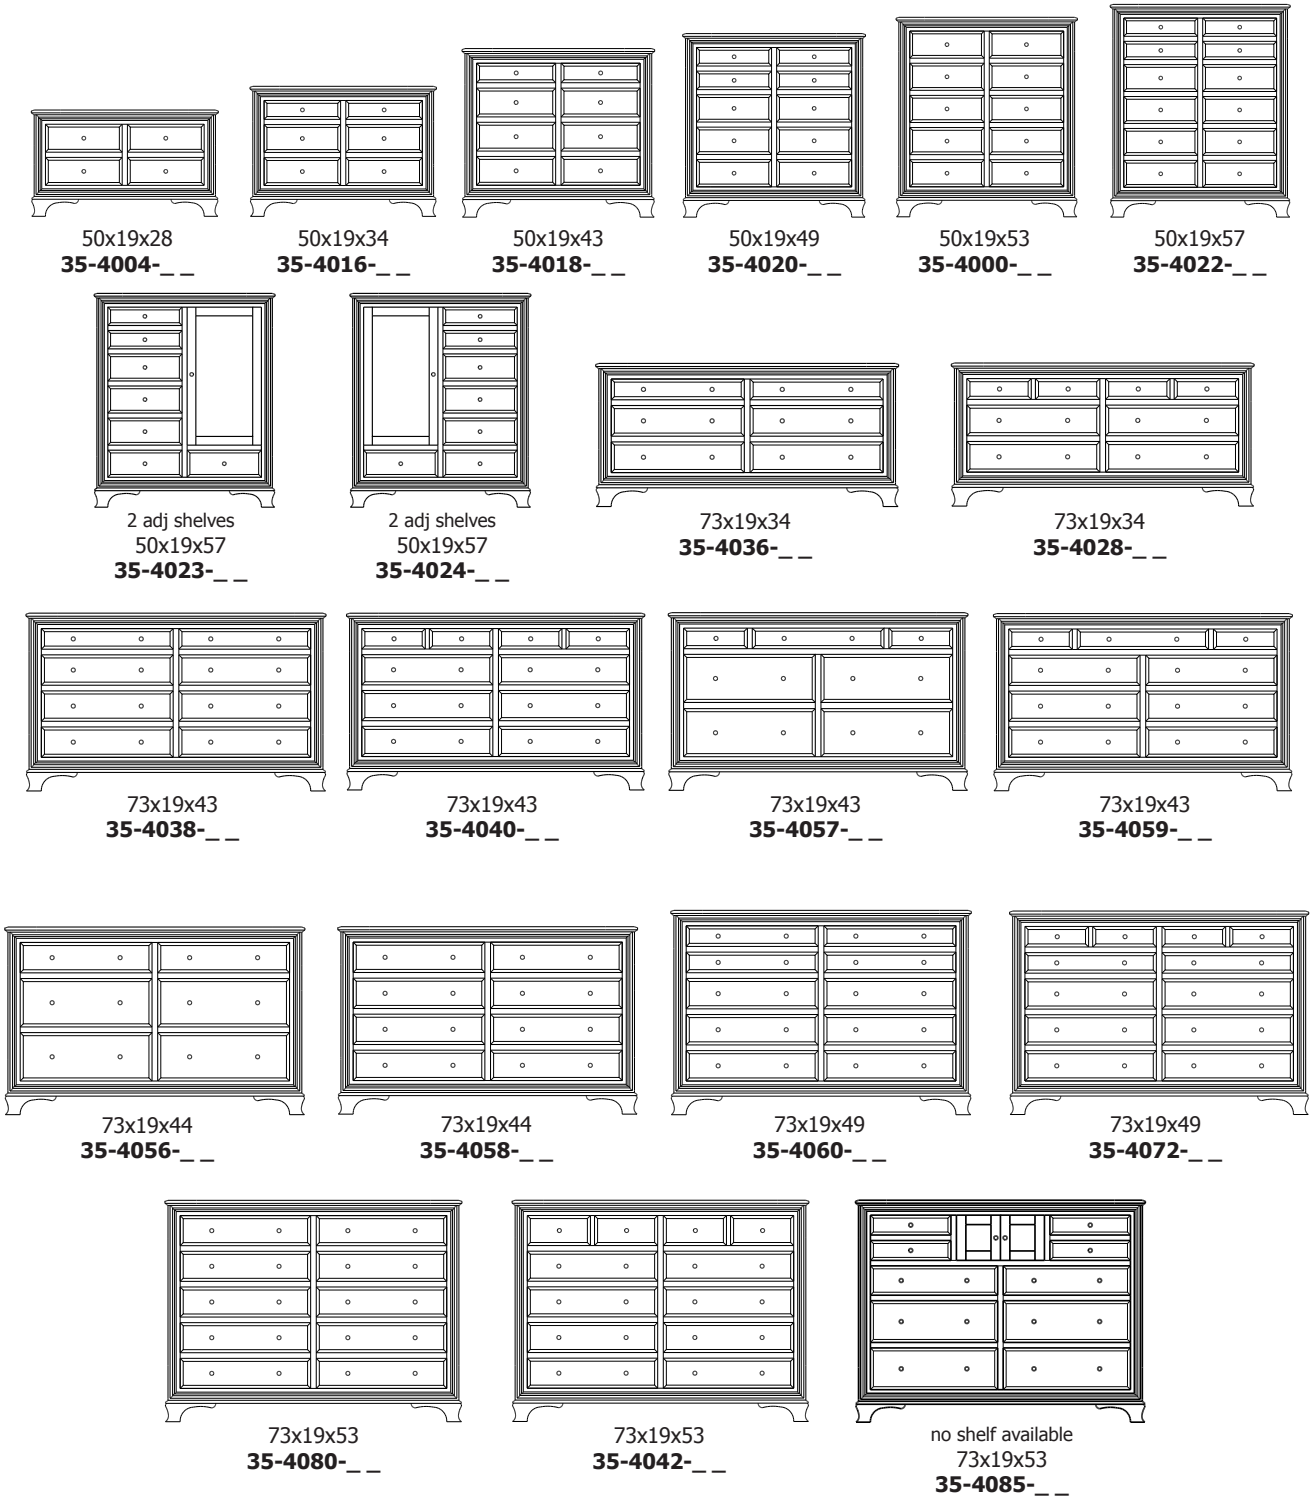 50x19x28
35-4004-_ _
50x19x34
35-4016-_ _
50x19x43
35-4018-_ _
50x19x49
35-4020-_ _
50x19x53
35-4000-_ _
50x19x57
35-4022-_ _
2 adj shelves
50x19x57
35-4023-_ _
2 adj shelves
50x19x57
35-4024-_ _
73x19x34
35-4036-_ _
73x19x34
35-4028-_ _
73x19x43
35-4038-_ _
73x19x43
35-4040-_ _
73x19x43
35-4057-_ _
73x19x43
35-4059-_ _
73x19x44
35-4056-_ _
73x19x44
35-4058-_ _
73x19x49
35-4060-_ _
73x19x49
35-4072-_ _
73x19x53
35-4080-_ _
73x19x53
35-4042-_ _
no shelf available
73x19x53
35-4085-_ _